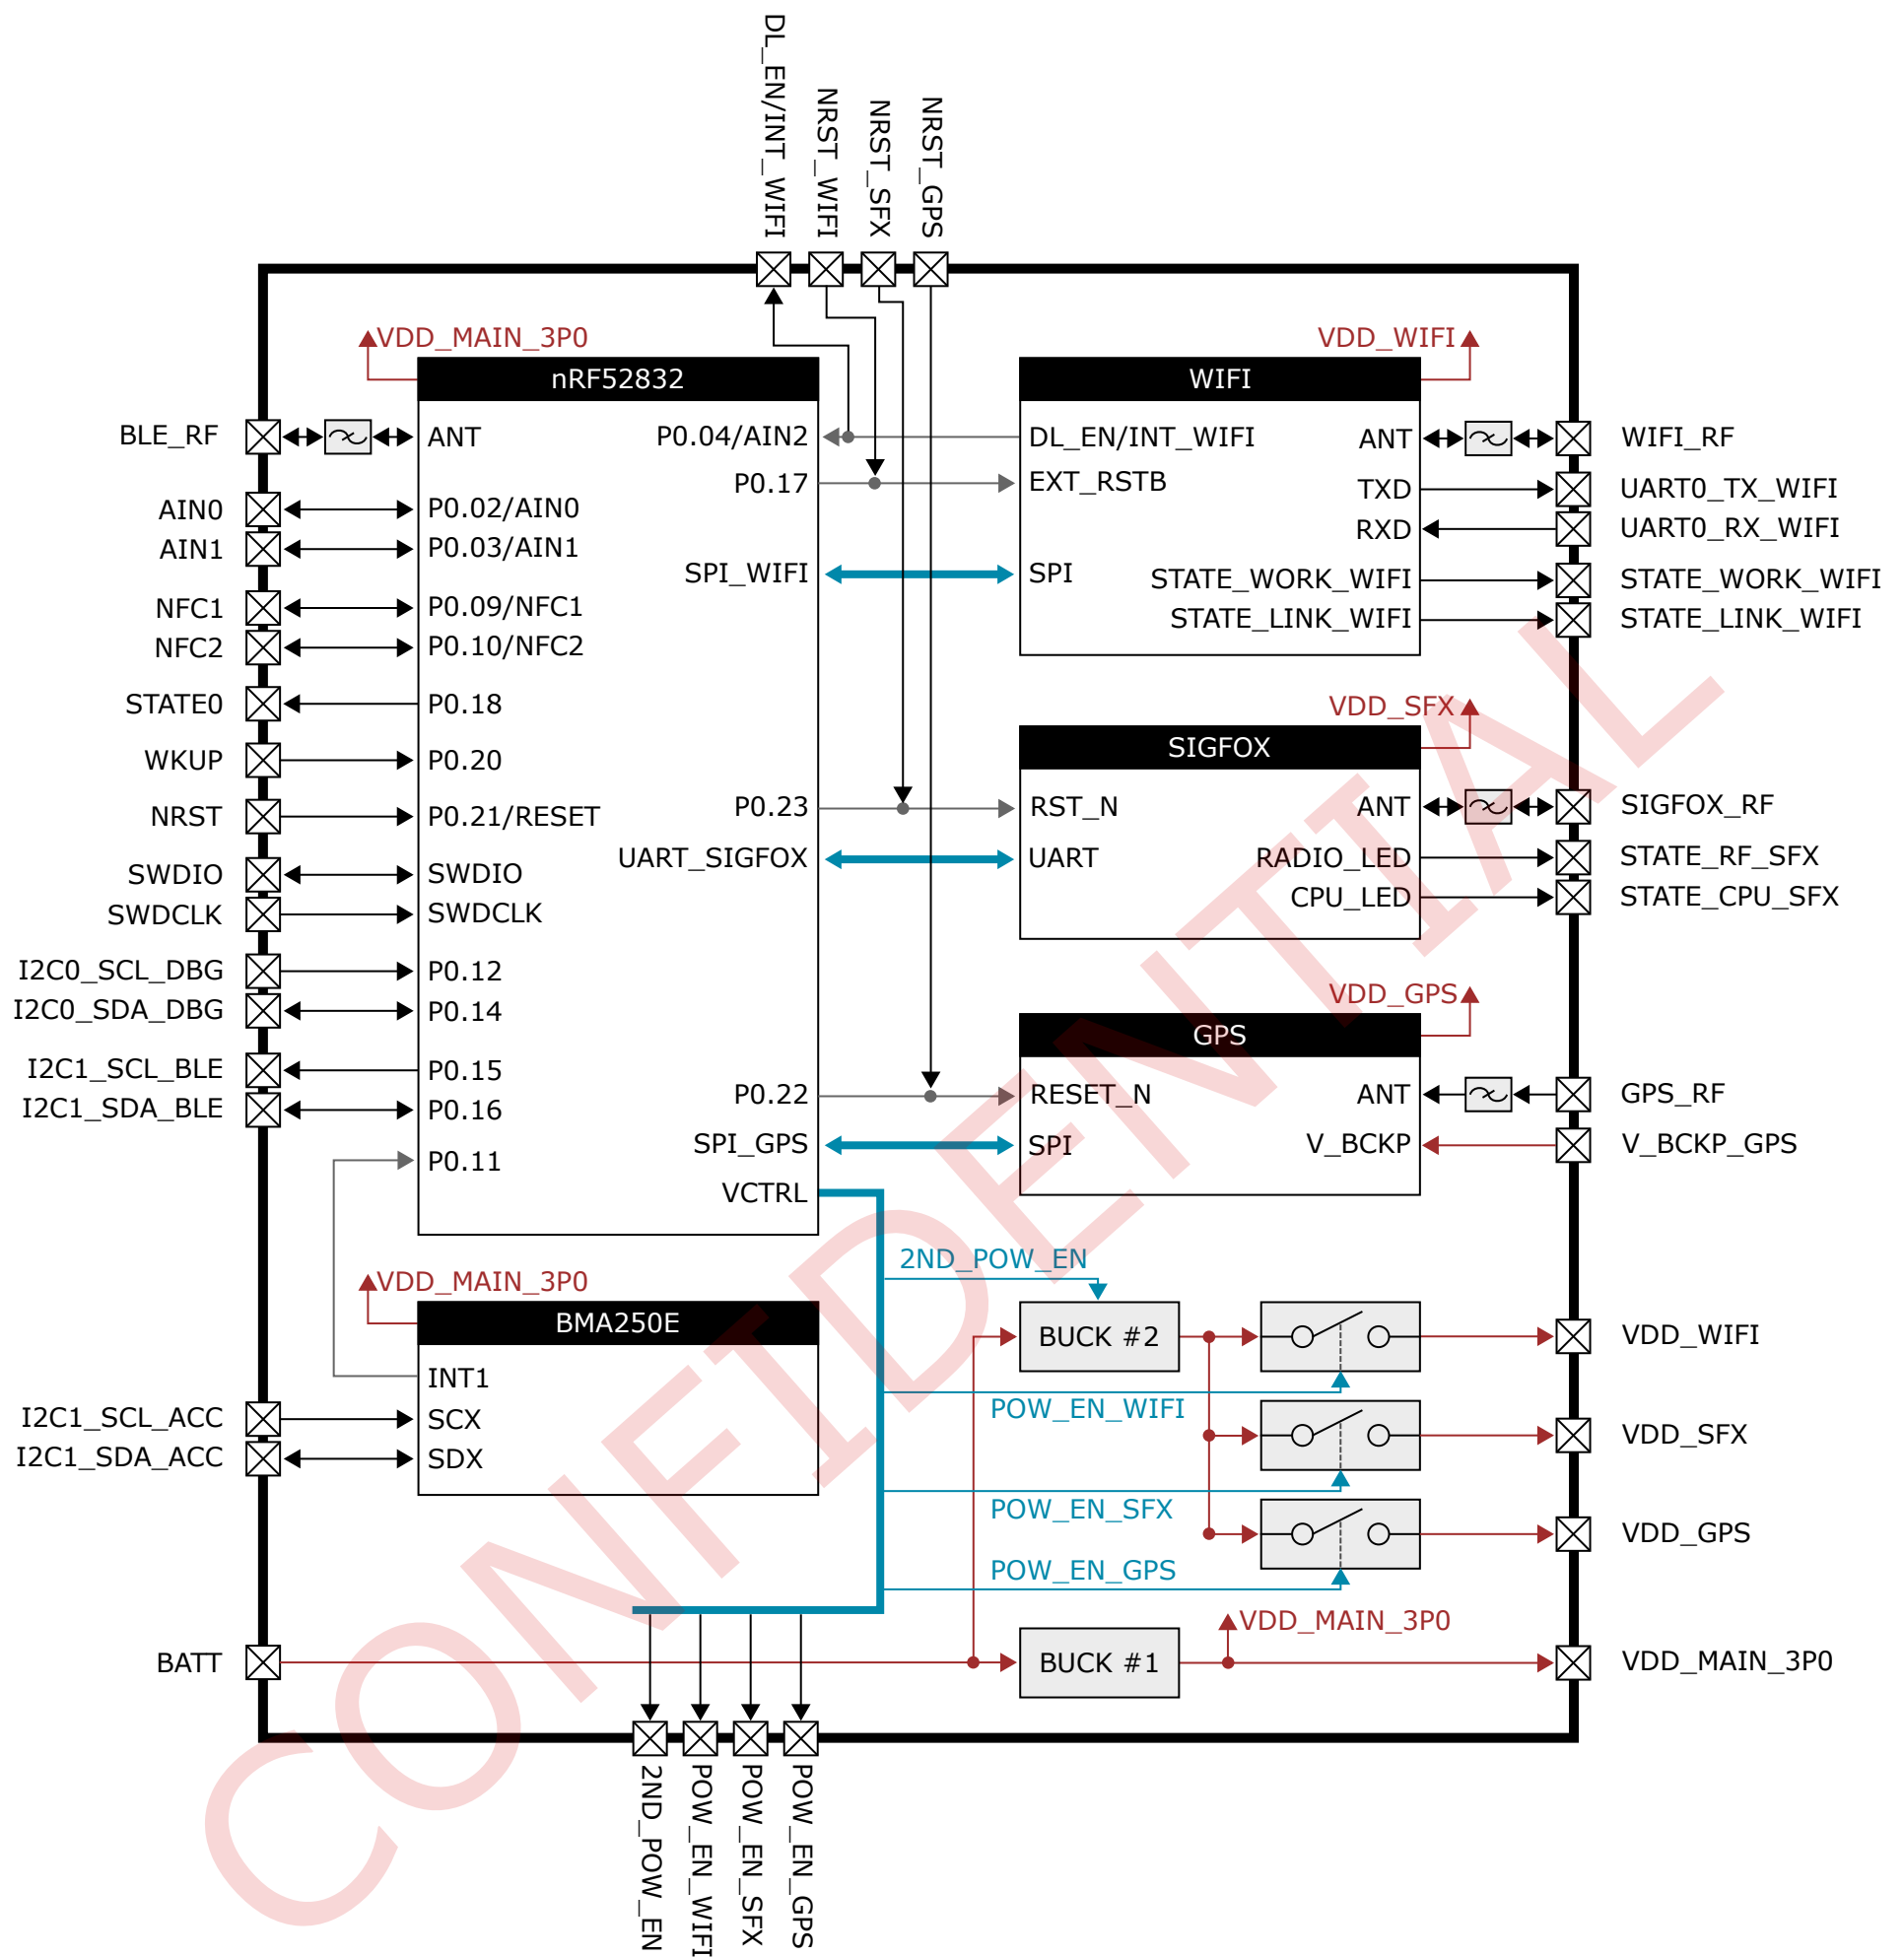 DL_EN/INT_WIFI
NRST_WIFI
NRST_SFX
NRST_GPS
VDD_MAIN_3P0
nRF52832
BLE_RF
ANT
P0.04/AIN2
P0.17
AIN0
P0.02/AIN0
AIN1
P0.03/AIN1
SPI_WIFI
NFC1
P0.09/NFC1
NFC2
P0.10/NFC2
STATE0
P0.18
WKUP
P0.20
NRST
P0.21/RESET
P0.23
UART_SIGFOX
SWDIO
SWDIO
SWDCLK
SWDCLK
I2C0_SCL_DBG
P0.12
I2C0_SDA_DBG
P0.14
I2C1_SCL_BLE
P0.15
I2C1_SDA_BLE
P0.16
P0.22
SPI_GPS
P0.11
VCTRL
VDD_WIFI
WIFI
DL_EN/INT_WIFI
ANT
WIFI_RF
EXT_RSTB
TXD
UART0_TX_WIFI
RXD
UART0_RX_WIFI
SPI
STATE_WORK_WIFI
STATE_WORK_WIFI
STATE_LINK_WIFI
STATE_LINK_WIFI
VDD_SFX
SIGFOX
RST_N
ANT
SIGFOX_RF
UART
RADIO_LED
STATE_RF_SFX
CPU_LED
STATE_CPU_SFX
VDD_GPS
GPS
RESET_N
ANT
GPS_RF
SPI
V_BCKP
V_BCKP_GPS
VDD_MAIN_3P0
BMA250E
INT1
I2C1_SCL_ACC
SCX
I2C1_SDA_ACC
SDX
2ND_POW_EN
BUCK #2
VDD_WIFI
POW_EN_WIFI
VDD_SFX
POW_EN_SFX
VDD_GPS
POW_EN_GPS
VDD_MAIN_3P0
BATT
BUCK #1
VDD_MAIN_3P0
2ND_POW_EN
POW_EN_WIFI
POW_EN_SFX
POW_EN_GPS
CONFIDENTIAL